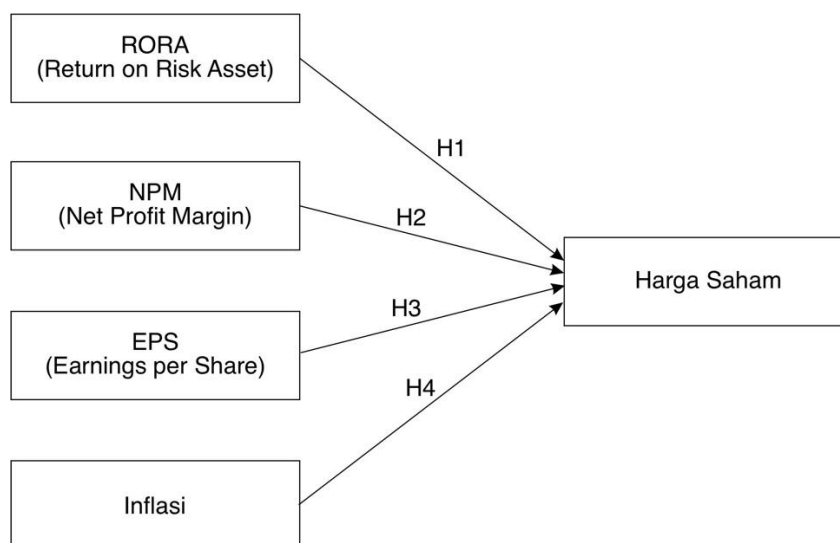 RORA
(Return on Risk Asset)
H1
NPM
(Net Profit Margin)
H2
Harga Saham
EPS
(Earnings per Share)
H3
H4
Inflasi